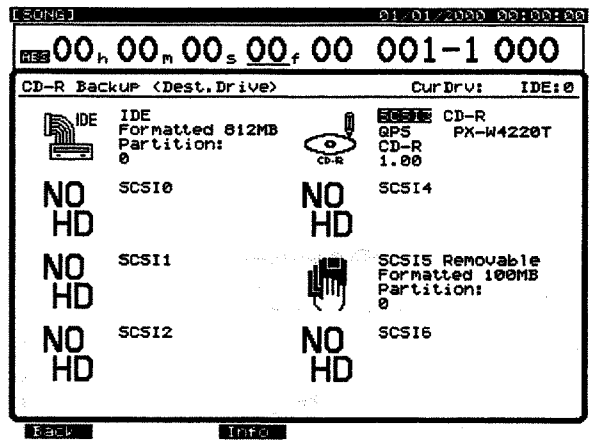 [SONG] 01/01/2000 00:00:00
00h 00m 00s 00f 00 001-1 000
CD-R Backup (Dest.Drive) CurDrv: IDE:0
IDE
IDE
Formatted 812MB
Partition:
0
CD-R
SCSI3 CD-R
QPS PX-W4220T
CD-R
1.00
NO HD
SCSI0
NO HD
SCSI4
NO HD
SCSI1
SCSI5 Removable
Formatted 100MB
Partition:
0
NO HD
SCSI2
NO HD
SCSI6
Back Info